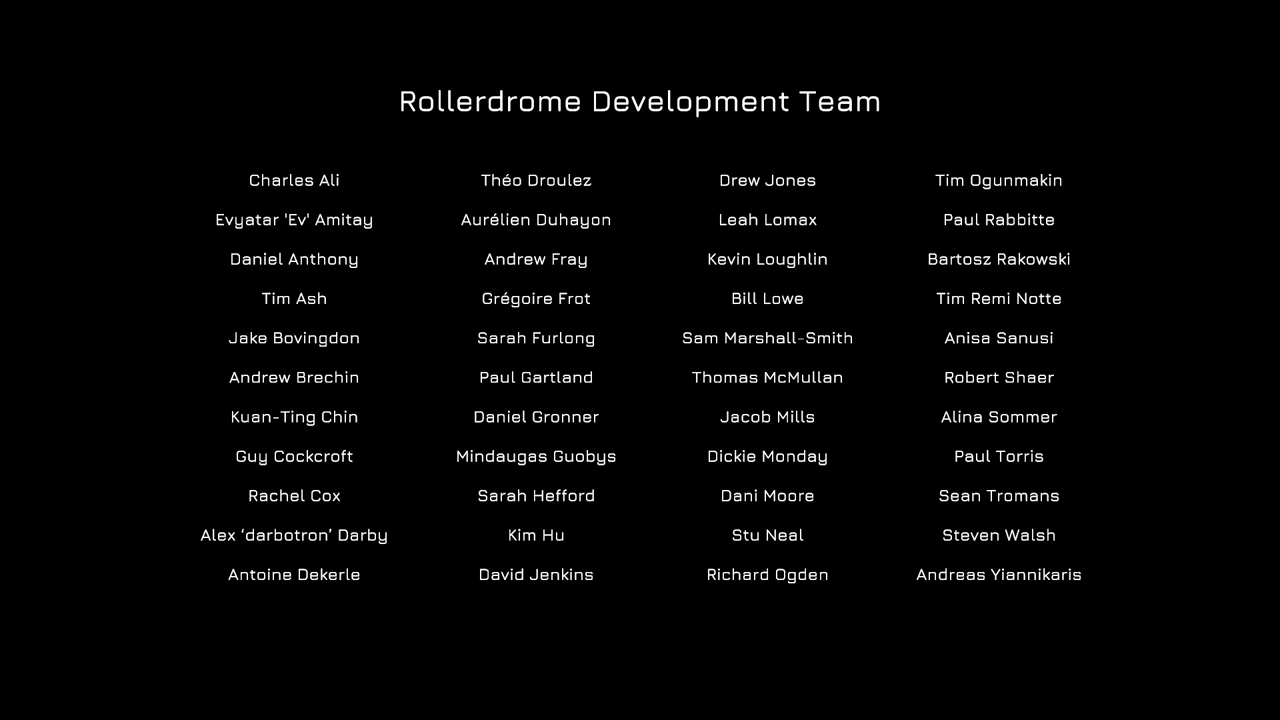 Rollerdrome Development Team
Charles Ali
Evyatar 'Ev' Amitay
Daniel Anthony
Tim Ash
Jake Bovingdon
Andrew Brechin
Kuan-Ting Chin
Guy Cockcroft
Rachel Cox
Alex ‘darbotron’ Darby
Antoine Dekerle
Théo Droulez
Aurélien Duhayon
Andrew Fray
Grégoire Frot
Sarah Furlong
Paul Gartland
Daniel Gronner
Mindaugas Guobys
Sarah Hefford
Kim Hu
David Jenkins
Drew Jones
Leah Lomax
Kevin Loughlin
Bill Lowe
Sam Marshall-Smith
Thomas McMullan
Jacob Mills
Dickie Monday
Dani Moore
Stu Neal
Richard Ogden
Tim Ogunmakin
Paul Rabbitte
Bartosz Rakowski
Tim Remi Notte
Anisa Sanusi
Robert Shaer
Alina Sommer
Paul Torris
Sean Tromans
Steven Walsh
Andreas Yiannikaris